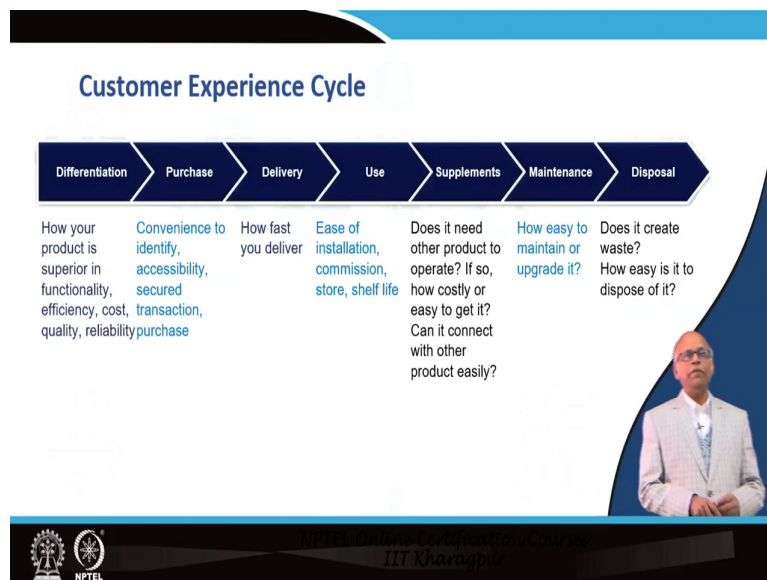 Customer Experience Cycle
Differentiation
Purchase
Delivery
Use
Supplements
Maintenance
Disposal
How your
product is
superior in
functionality,
efficiency, cost,
quality, reliability
Convenience to
identify,
accessibility,
secured
transaction,
purchase
How fast
you deliver
Ease of
installation,
commission,
store, shelf life
Does it need
other product to
operate? If so,
how costly or
easy to get it?
Can it connect
with other
product easily?
How easy to
maintain or
upgrade it?
Does it create
waste?
How easy is it to
dispose of it?
NPTEL Online Certification Courses
IIT Kharagpur
NPTEL